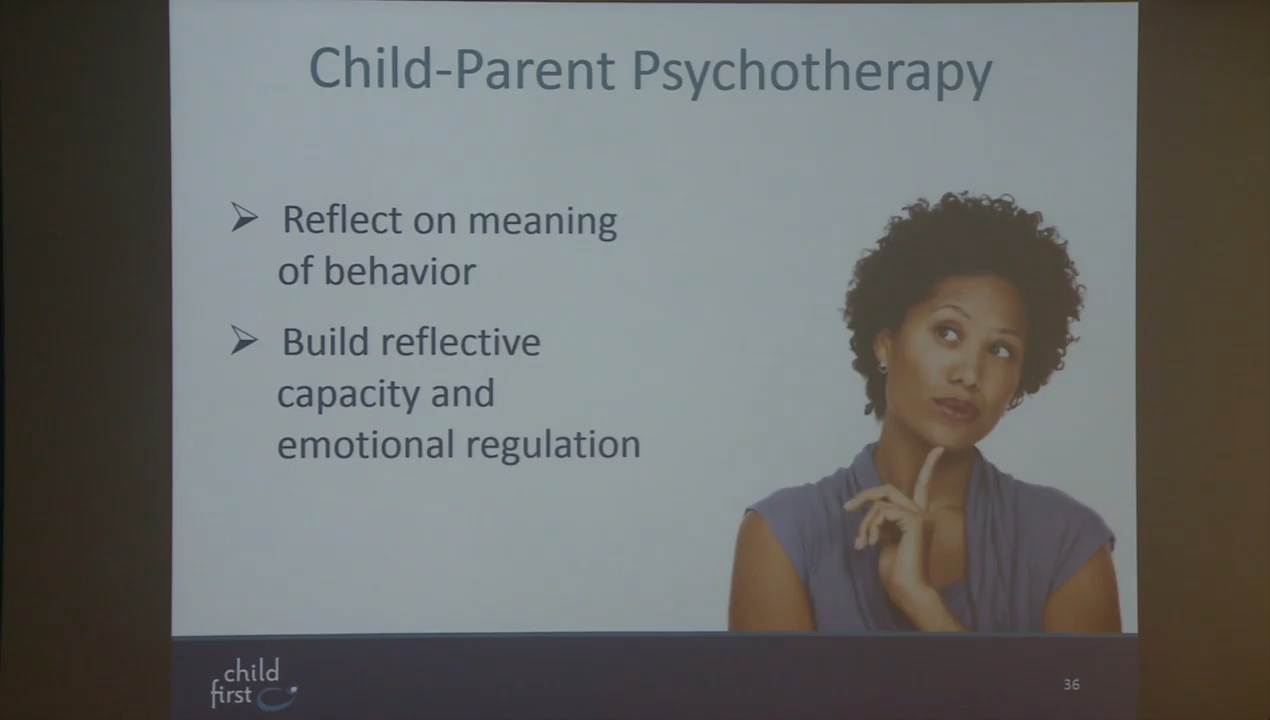 Child-Parent Psychotherapy
➢ Reflect on meaning
of behavior
➢ Build reflective
capacity and
emotional regulation
child
first
36